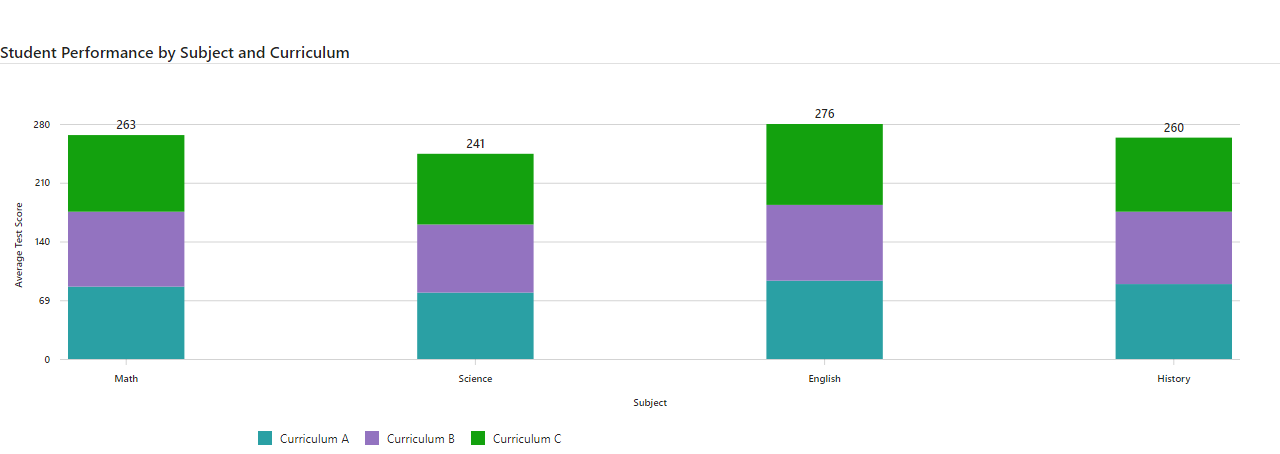 Student Performance by Subject and Curriculum
280
210
140
69
0
Average Test Score
263
241
276
260
Math
Science
English
History
Subject
Curriculum A
Curriculum B
Curriculum C